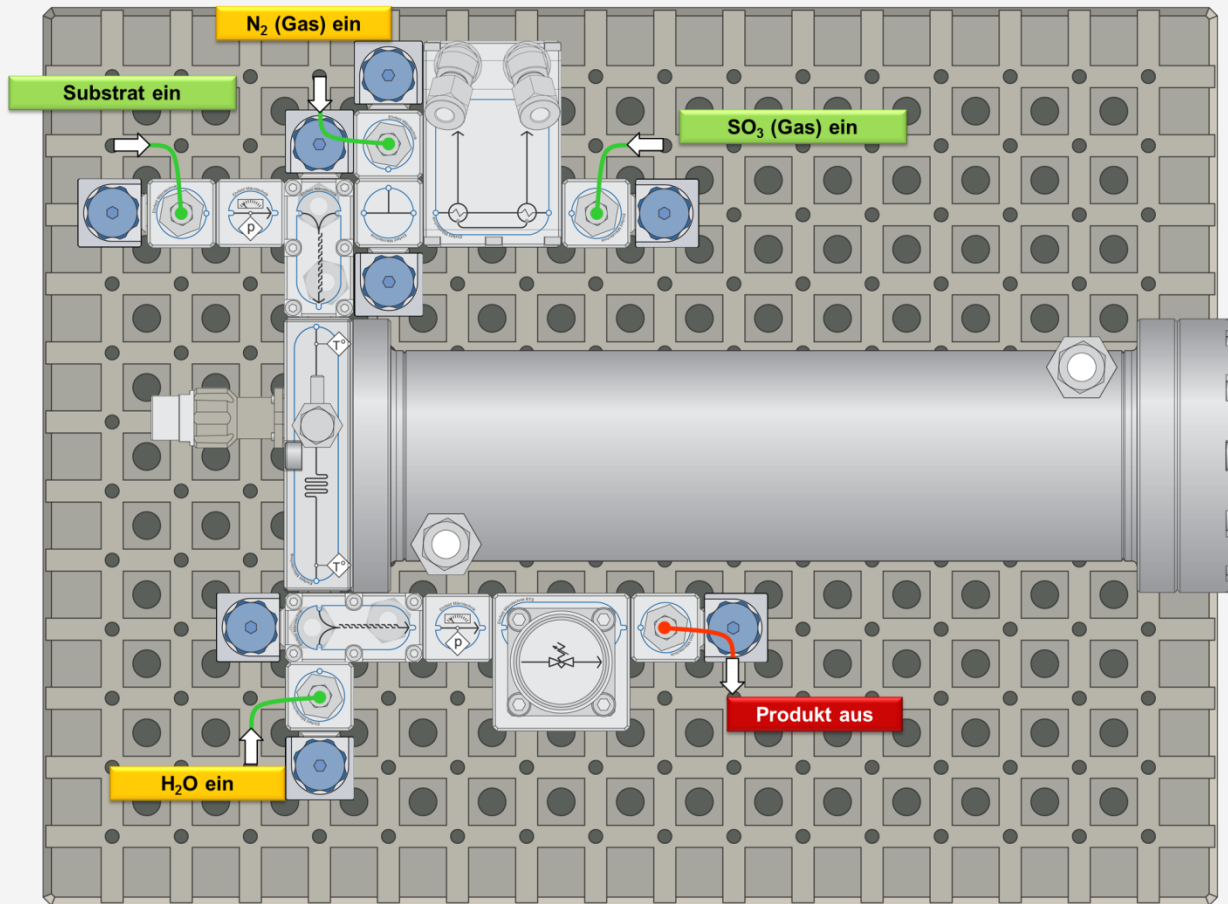 N₂ (Gas) ein
Substrat ein
SO₃ (Gas) ein
p
T°
T°
p
Produkt aus
H₂O ein